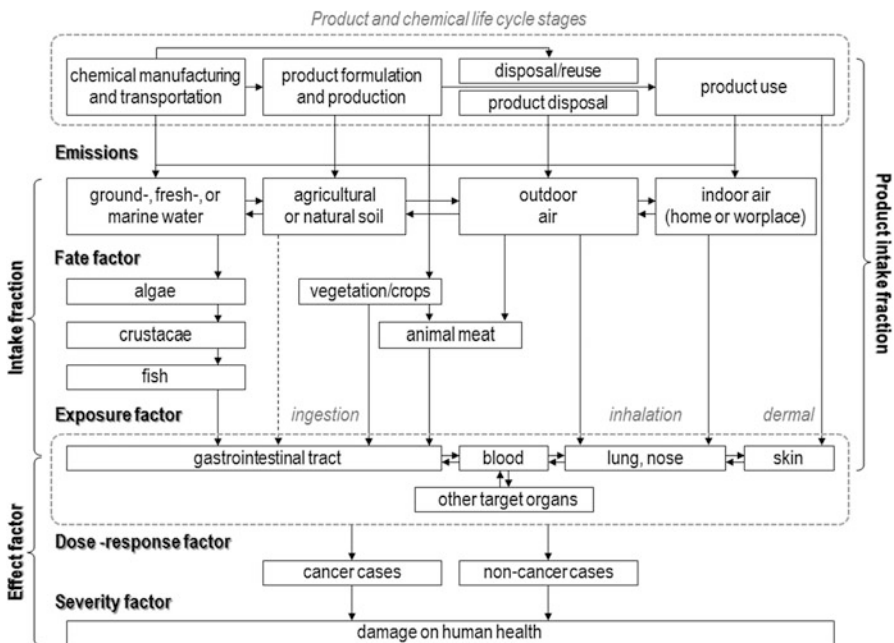 Product and chemical life cycle stages
chemical manufacturing
and transportation
product formulation
and production
disposal/reuse
product disposal
product use
Emissions
ground-, fresh-, or
marine water
agricultural
or natural soil
outdoor
air
indoor air
(home or worplace)
Fate factor
algae
vegetation/crops
crustacae
animal meat
fish
Exposure factor
ingestion
inhalation
dermal
gastrointestinal tract
blood
lung, nose
skin
other target organs
Dose -response factor
cancer cases
non-cancer cases
Severity factor
damage on human health
Intake fraction
Effect factor
Product intake fraction